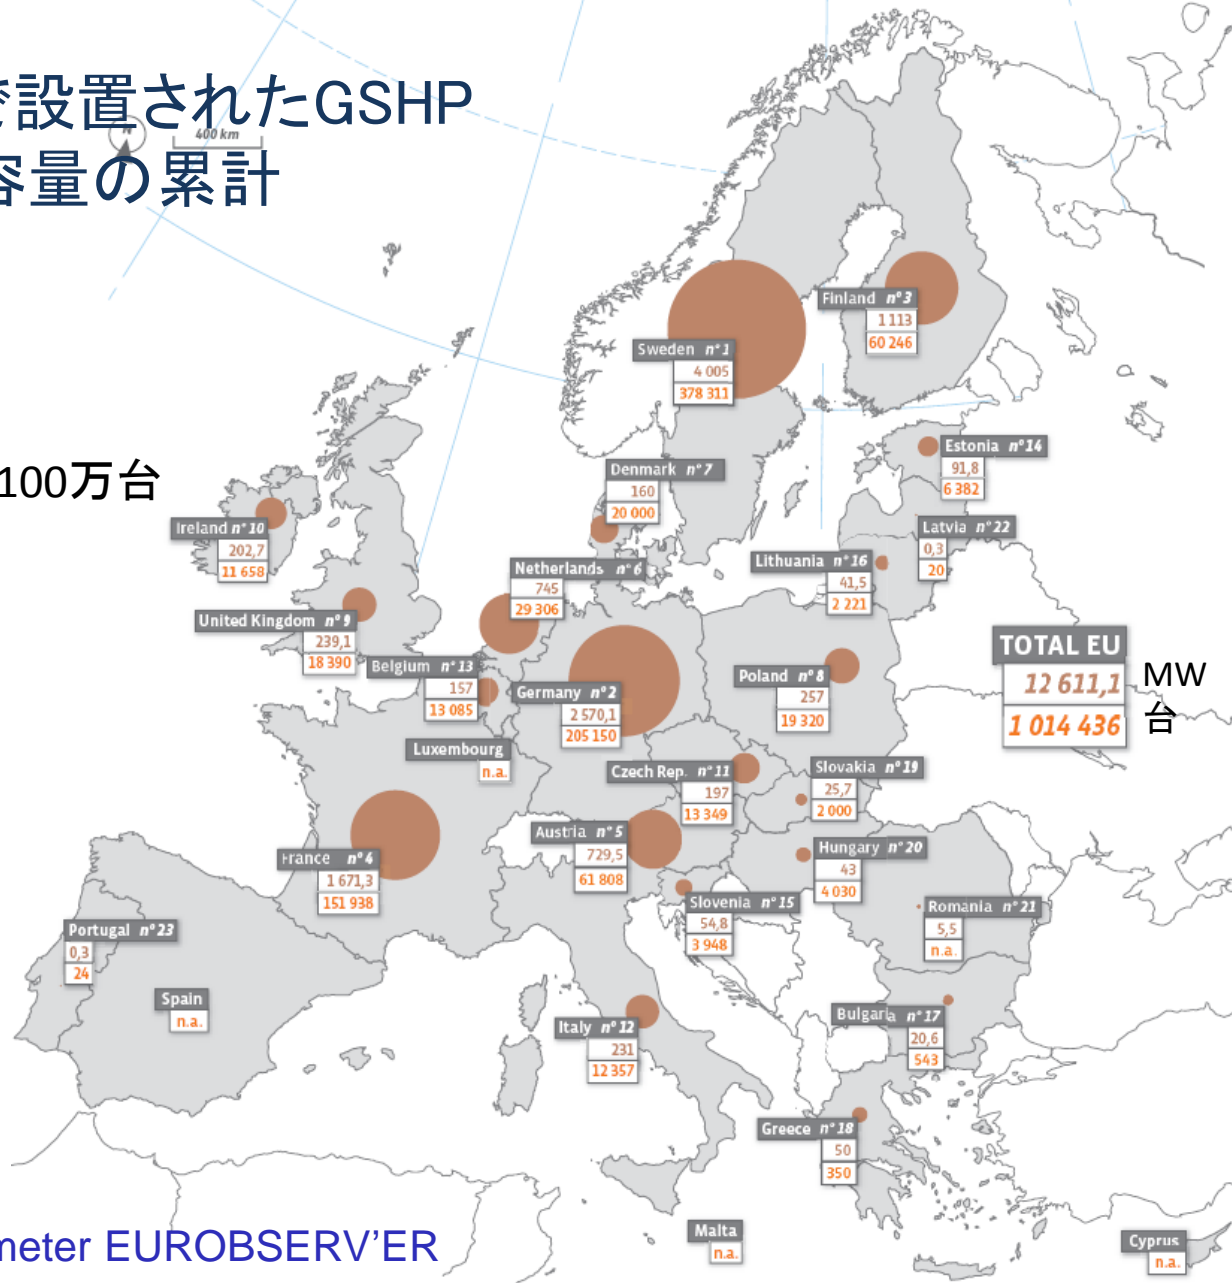 で設置されたGSHP
容量の累計
N
400 km
Finland n°3
1 113
60 246
Sweden n°1
4 005
378 311
Estonia n°14
91,8
6 382
100万台
Denmark n°7
160
20 000
Ireland n°10
202,7
11 658
Latvia n°22
0,3
20
Lithuania n°16
41,5
2 221
Netherlands n°6
745
29 306
United Kingdom n°9
239,1
18 390
Belgium n°13
157
13 085
Germany n°2
2 570,1
205 150
Poland n°8
257
19 320
TOTAL EU
12 611,1 MW
1 014 436 台
Luxembourg
n.a.
Czech Rep. n°11
197
13 349
Slovakia n°19
25,7
2 000
Austria n°5
729,5
61 808
Hungary n°20
43
4 030
France n°4
1 671,3
151 938
Slovenia n°15
54,8
3 948
Romania n°21
5,5
n.a.
Portugal n°23
0,3
24
Spain
n.a.
Italy n°12
231
12 357
Bulgaria n°17
20,6
543
Greece n°18
50
350
Malta
n.a.
Cyprus
n.a.
meter EUROBSERV’ER